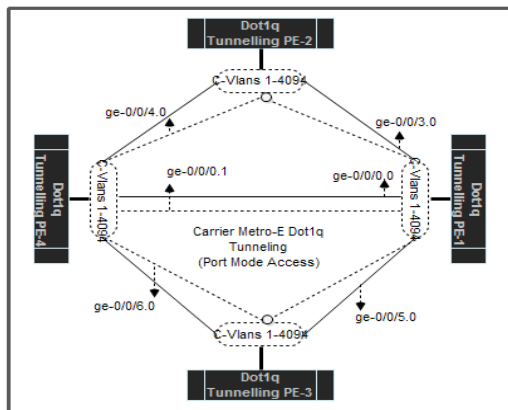 Dot1q
Tunnelling PE-2
C-Vlans 1-4094
ge-0/0/4.0
ge-0/0/3.0
Dot1q
Tunnelling PE-4
C-Vlans 1-4094
ge-0/0/0.1
ge-0/0/0.0
C-Vlans 1-4094
Dot1q
Tunnelling PE-1
Carrier Metro-E Dot1q
Tunneling
(Port Mode Access)
ge-0/0/6.0
ge-0/0/5.0
C-Vlans 1-4094
Dot1q
Tunnelling PE-3